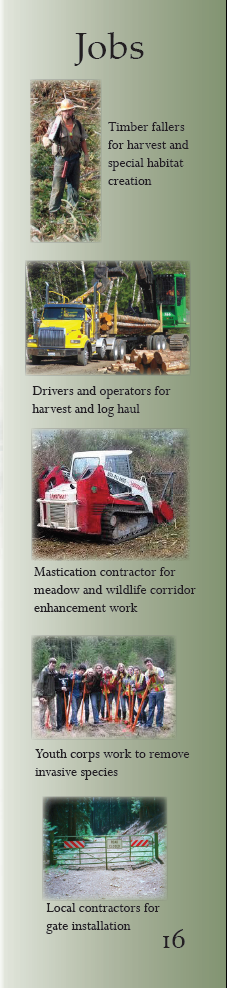 Jobs
Timber fallers
for harvest and
special habitat
creation
Drivers and operators for
harvest and log haul
Mastication contractor for
meadow and wildlife corridor
enhancement work
Youth corps work to remove
invasive species
Local contractors for
gate installation
16